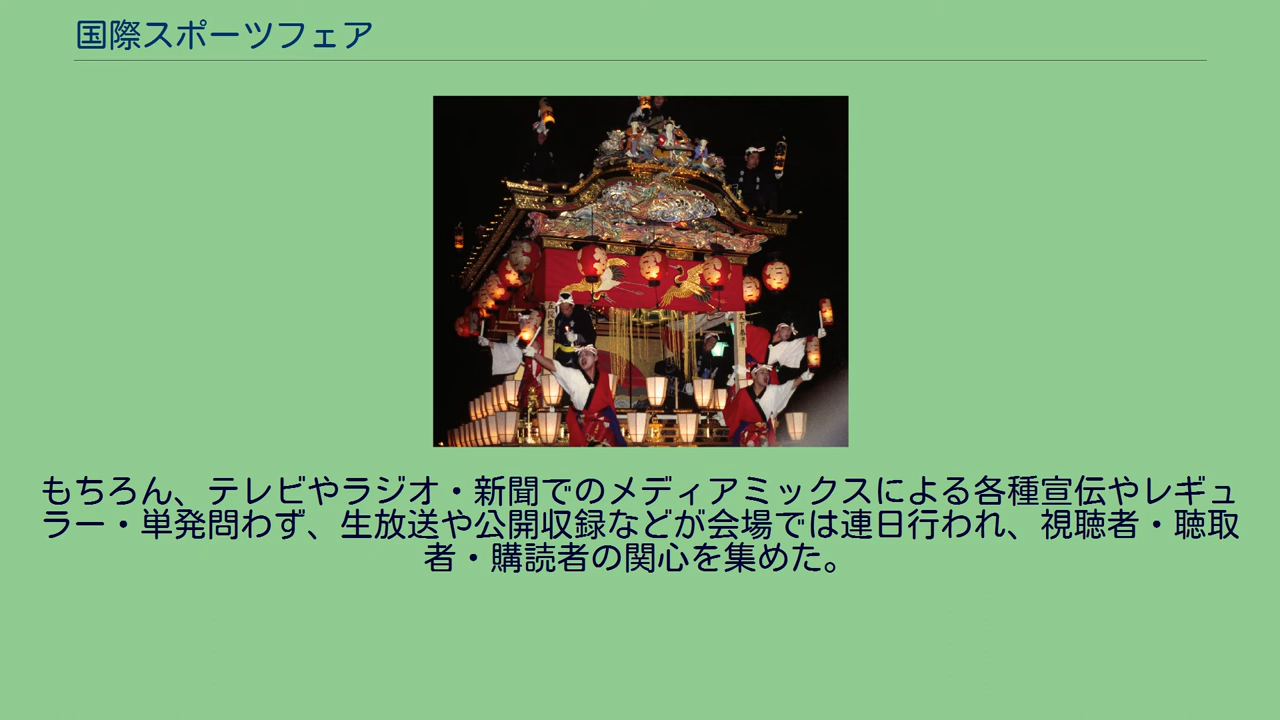 国際スポーツフェア
もちろん、テレビやラジオ・新聞でのメディアミックスによる各種宣伝やレギュ
ラー・単発問わず、生放送や公開収録などが会場では連日行われ、視聴者・聴取
者・購読者の関心を集めた。